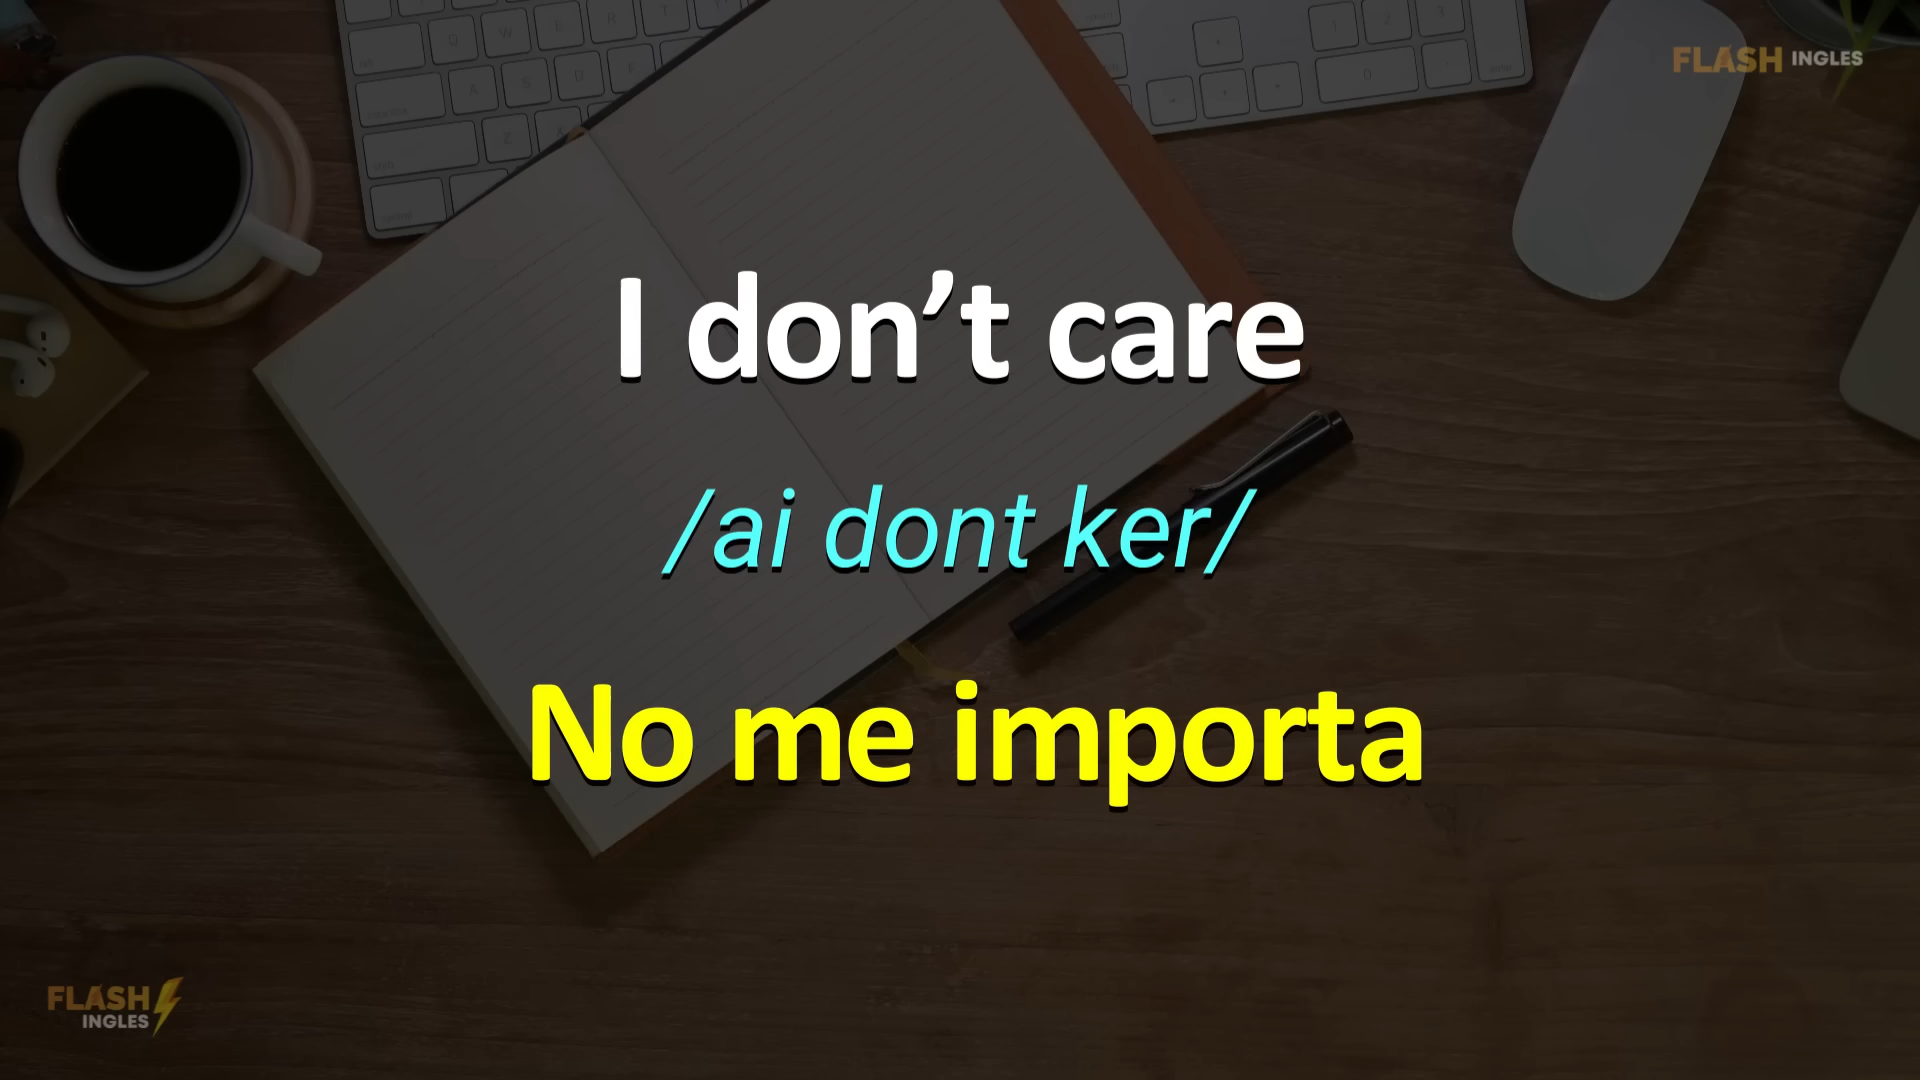 FLASH INGLES
I don’t care
/ai dont ker/
No me importa
FLASH
INGLES